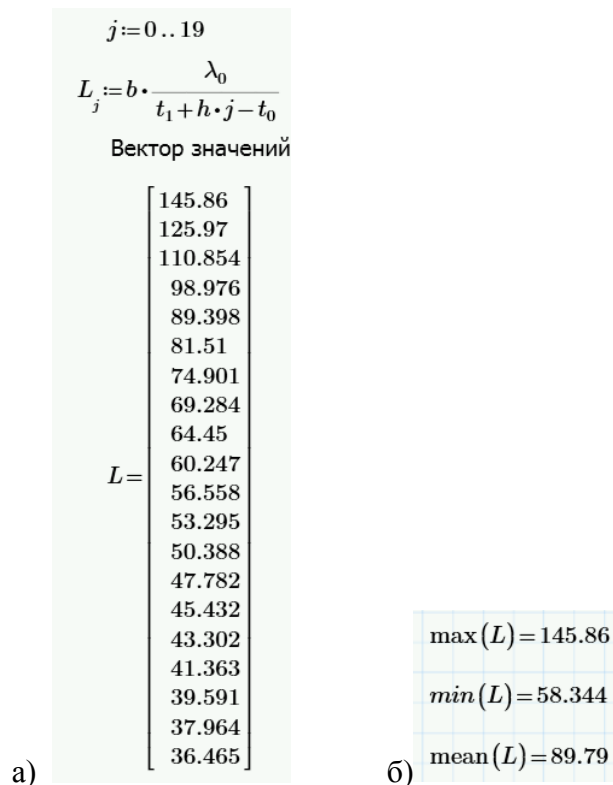 j:=0..19
L_j:=b·λ_0/(t_1+h·j−t_0)
Вектор значений
L=
145.86
125.97
110.854
98.976
89.398
81.51
74.901
69.284
64.45
60.247
56.558
53.295
50.388
47.782
45.432
43.302
41.363
39.591
37.964
36.465
а)
max(L)=145.86
min(L)=58.344
mean(L)=89.79
б)